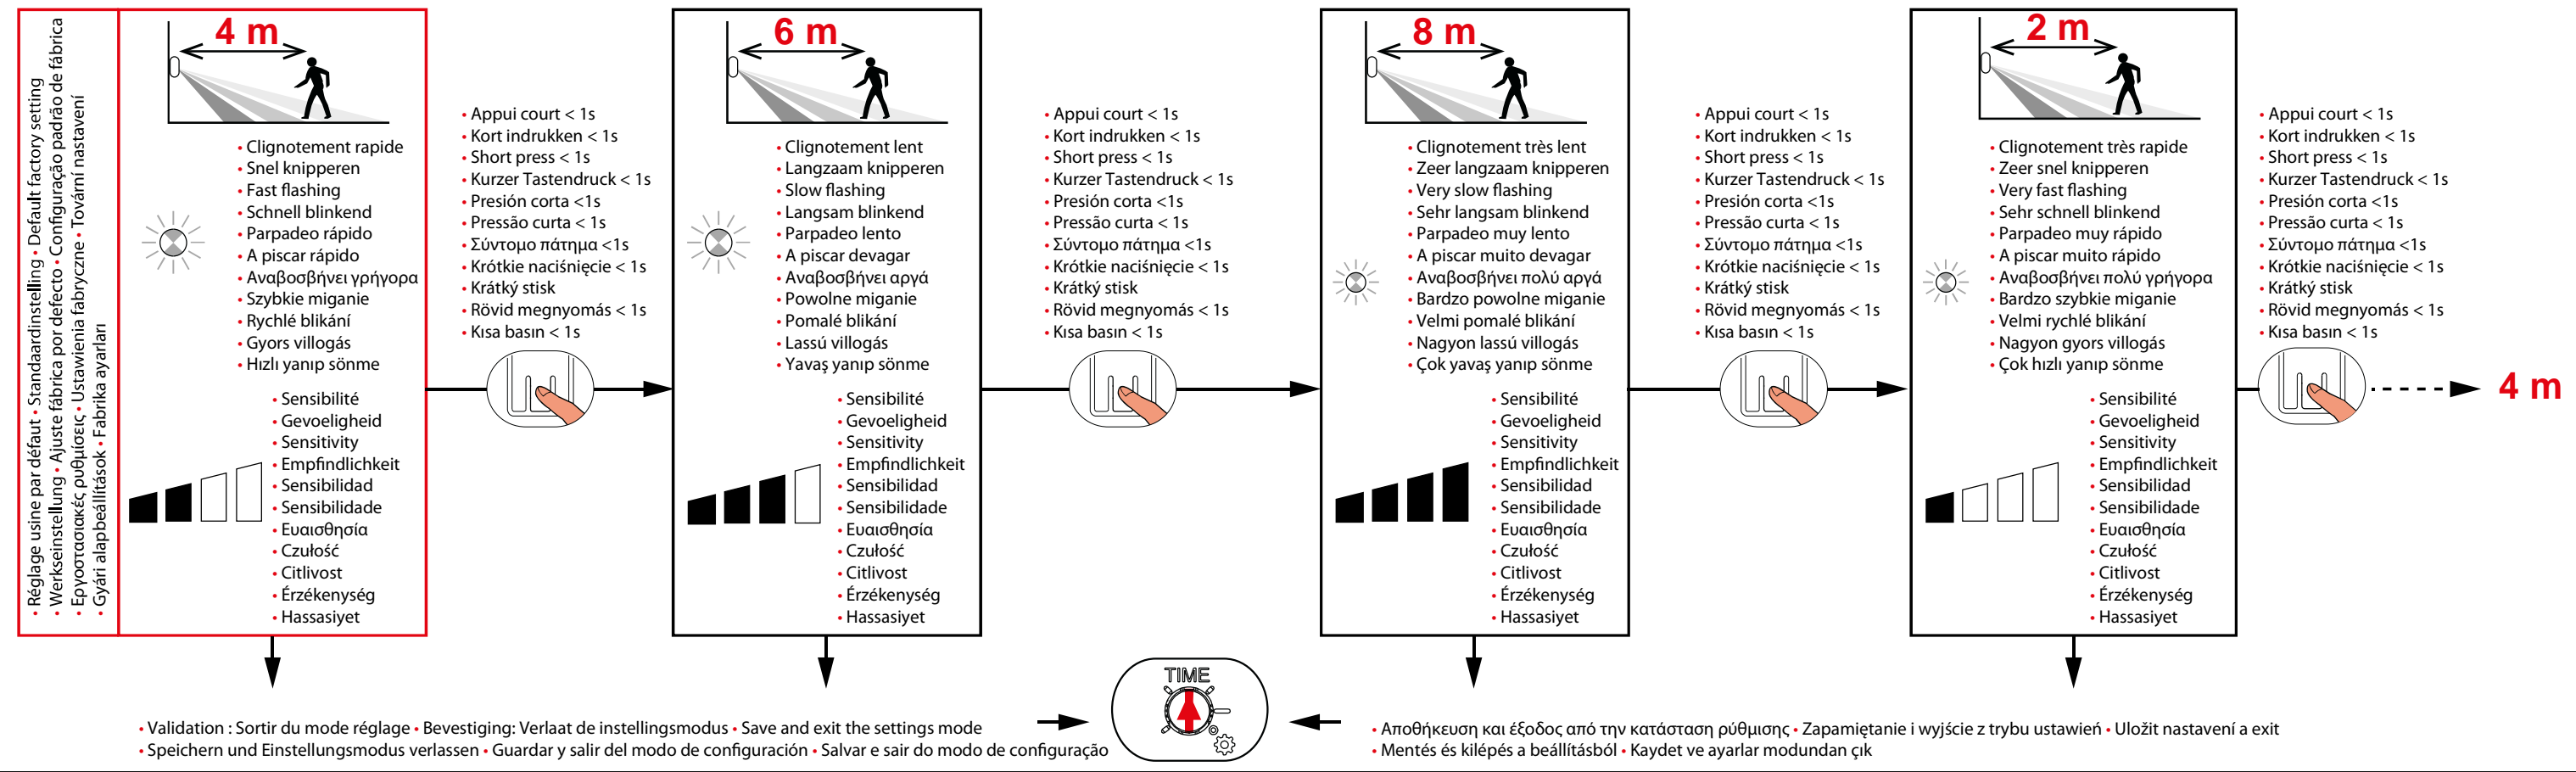 • Réglage usine par défaut • Standaardinstelling • Default factory setting
• Werkseinstellung • Ajuste fábrica por defecto • Configuração padrão de fábrica
• Εργοστασιακές ρυθμίσεις • Ustawienia fabryczne • Tovární nastavení
• Gyári alapbeállítások • Fabrika ayarları
4 m
• Clignotement rapide
• Snel knipperen
• Fast flashing
• Schnell blinkend
• Parpadeo rápido
• A piscar rápido
• Αναβοσβήνει γρήγορα
• Szybkie miganie
• Rychlé blikání
• Gyors villogás
• Hızlı yanıp sönme
• Sensibilité
• Gevoeligheid
• Sensitivity
• Empfindlichkeit
• Sensibilidad
• Sensibilidade
• Ευαισθησία
• Czułość
• Citlivost
• Érzékenység
• Hassasiyet
• Appui court < 1s
• Kort indrukken < 1s
• Short press < 1s
• Kurzer Tastendruck < 1s
• Presión corta <1s
• Pressão curta < 1s
• Σύντομο πάτημα <1s
• Krótkie naciśnięcie < 1s
• Krátký stisk
• Rövid megnyomás < 1s
• Kısa basın < 1s
6 m
• Clignotement lent
• Langzaam knipperen
• Slow flashing
• Langsam blinkend
• Parpadeo lento
• A piscar devagar
• Αναβοσβήνει αργά
• Powolne miganie
• Pomalé blikání
• Lassú villogás
• Yavaş yanıp sönme
• Sensibilité
• Gevoeligheid
• Sensitivity
• Empfindlichkeit
• Sensibilidad
• Sensibilidade
• Ευαισθησία
• Czułość
• Citlivost
• Érzékenység
• Hassasiyet
• Appui court < 1s
• Kort indrukken < 1s
• Short press < 1s
• Kurzer Tastendruck < 1s
• Presión corta <1s
• Pressão curta < 1s
• Σύντομο πάτημα <1s
• Krótkie naciśnięcie < 1s
• Krátký stisk
• Rövid megnyomás < 1s
• Kısa basın < 1s
8 m
• Clignotement très lent
• Zeer langzaam knipperen
• Very slow flashing
• Sehr langsam blinkend
• Parpadeo muy lento
• A piscar muito devagar
• Αναβοσβήνει πολύ αργά
• Bardzo powolne miganie
• Velmi pomalé blikání
• Nagyon lassú villogás
• Çok yavaş yanıp sönme
• Sensibilité
• Gevoeligheid
• Sensitivity
• Empfindlichkeit
• Sensibilidad
• Sensibilidade
• Ευαισθησία
• Czułość
• Citlivost
• Érzékenység
• Hassasiyet
• Appui court < 1s
• Kort indrukken < 1s
• Short press < 1s
• Kurzer Tastendruck < 1s
• Presión corta <1s
• Pressão curta < 1s
• Σύντομο πάτημα <1s
• Krótkie naciśnięcie < 1s
• Krátký stisk
• Rövid megnyomás < 1s
• Kısa basın < 1s
2 m
• Clignotement très rapide
• Zeer snel knipperen
• Very fast flashing
• Sehr schnell blinkend
• Parpadeo muy rápido
• A piscar muito rápido
• Αναβοσβήνει πολύ γρήγορα
• Bardzo szybkie miganie
• Velmi rychlé blikání
• Nagyon gyors villogás
• Çok hızlı yanıp sönme
• Sensibilité
• Gevoeligheid
• Sensitivity
• Empfindlichkeit
• Sensibilidad
• Sensibilidade
• Ευαισθησία
• Czułość
• Citlivost
• Érzékenység
• Hassasiyet
• Appui court < 1s
• Kort indrukken < 1s
• Short press < 1s
• Kurzer Tastendruck < 1s
• Presión corta <1s
• Pressão curta < 1s
• Σύντομο πάτημα <1s
• Krótkie naciśnięcie < 1s
• Krátký stisk
• Rövid megnyomás < 1s
• Kısa basın < 1s
4 m
• Validation : Sortir du mode réglage • Bevestiging: Verlaat de instellingsmodus • Save and exit the settings mode
• Speichern und Einstellungsmodus verlassen • Guardar y salir del modo de configuración • Salvar e sair do modo de configuração
TIME
• Αποθήκευση και έξοδος από την κατάσταση ρύθμισης • Zapamiętanie i wyjście z trybu ustawień • Uložit nastavení a exit
• Mentés és kilépés a beállításból • Kaydet ve ayarlar modundan çık